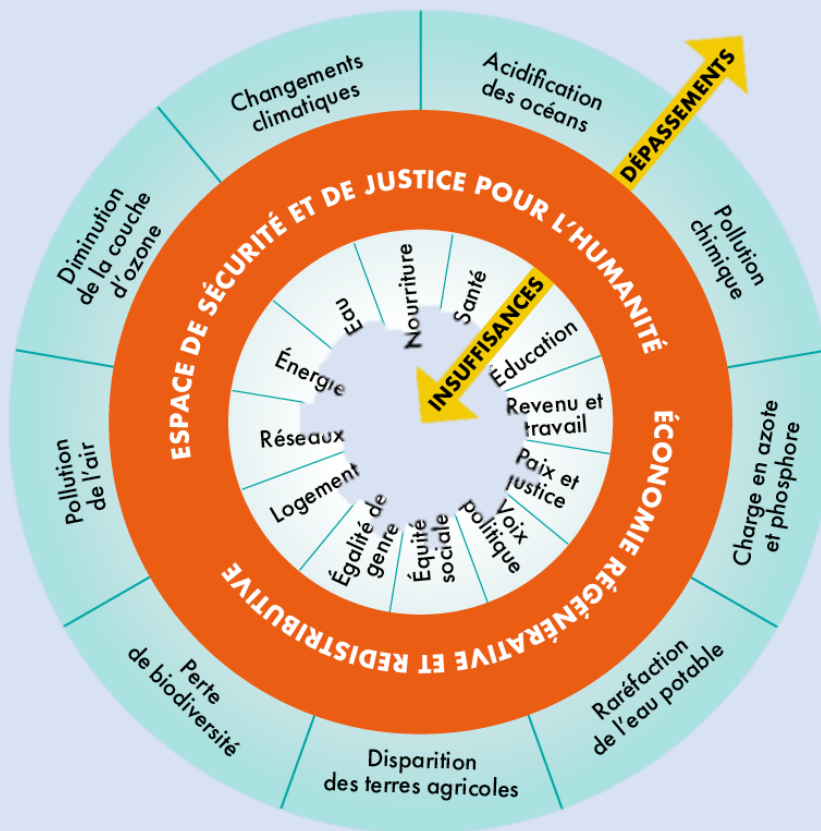 Changements
climatiques
Acidification
des océans
DÉPASSEMENTS
Pollution
chimique
Charge en azote
et phosphore
Raréfaction
de l'eau potable
Disparition
des terres agricoles
Perte
de biodiversité
Pollution
de l'air
Diminution
de la couche
d'ozone
ESPACE DE SÉCURITÉ ET DE JUSTICE POUR L'HUMANITÉ
ÉCONOMIE RÉGÉNÉRATIVE ET REDISTRIBUTIVE
Eau
Nourriture
Santé
INSUFFISANCES
Éducation
Revenu et
travail
Paix et
justice
Voix
politique
Équité
sociale
Égalité de
genre
Logement
Réseaux
Énergie